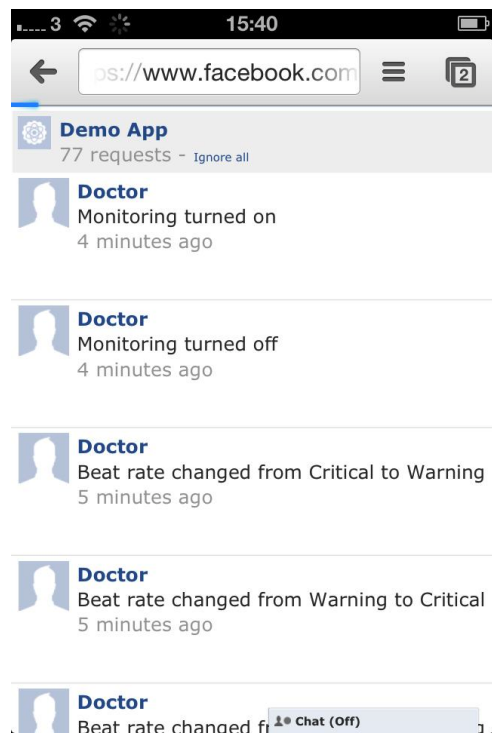 3 15:40
ps://www.facebook.com 2
Demo App
77 requests - Ignore all
Doctor
Monitoring turned on
4 minutes ago
Doctor
Monitoring turned off
4 minutes ago
Doctor
Beat rate changed from Critical to Warning
5 minutes ago
Doctor
Beat rate changed from Warning to Critical
5 minutes ago
Doctor
Beat rate changed
Chat (Off)